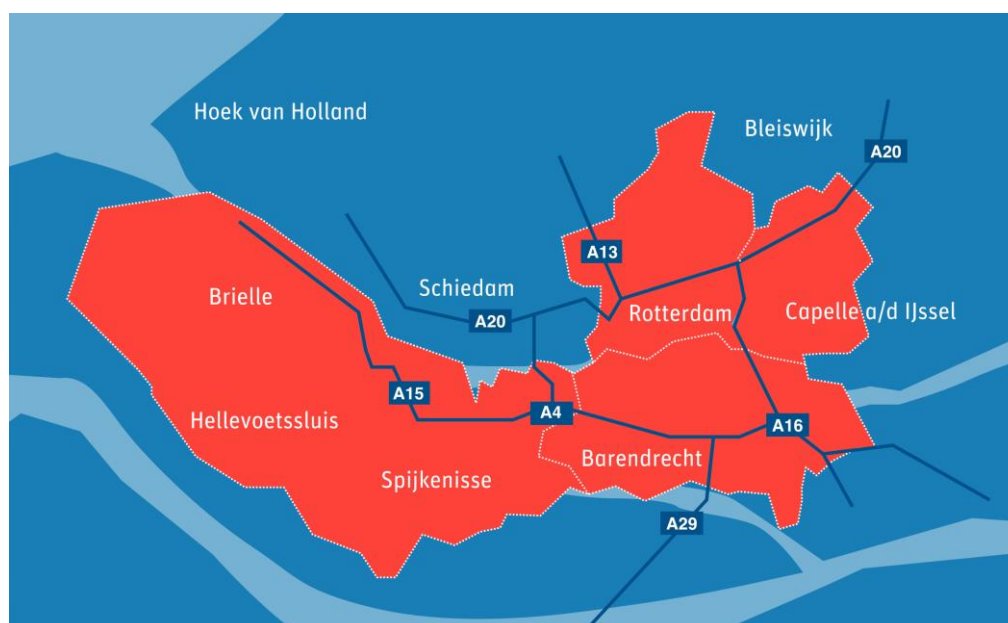 Hoek van Holland
Bleiswijk
A20
A13
Brielle
Schiedam
A20
Rotterdam
Capelle a/d IJssel
A15
A4
Hellevoetssluis
A16
Barendrecht
Spijkenisse
A29